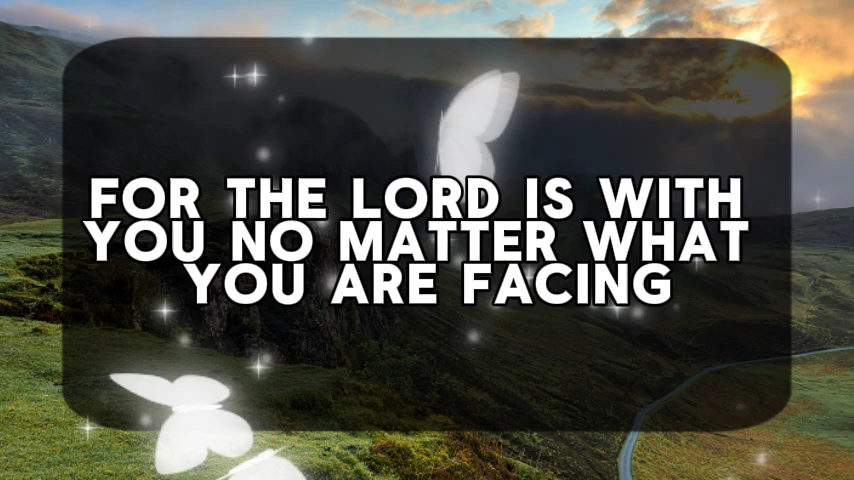 FOR THE LORD IS WITH
YOU NO MATTER WHAT
YOU ARE FACING